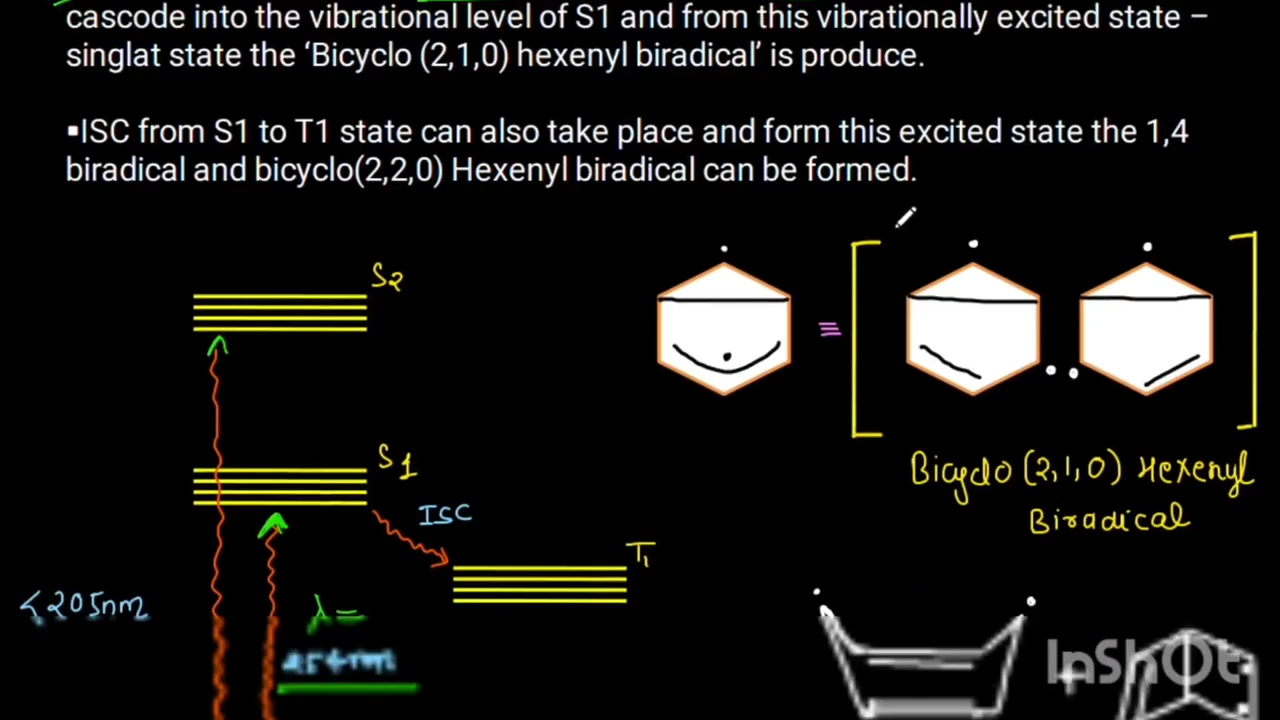 cascode into the vibrational level of S1 and from this vibrationally excited state –
singlat state the ‘Bicyclo (2,1,0) hexenyl biradical’ is produce.
▪ISC from S1 to T1 state can also take place and form this excited state the 1,4
biradical and bicyclo(2,2,0) Hexenyl biradical can be formed.
S2
S1
ISC
T1
≡
Bicyclo (2,1,0) Hexenyl
Biradical
<205nm
λ=
254nm
+
InShOt